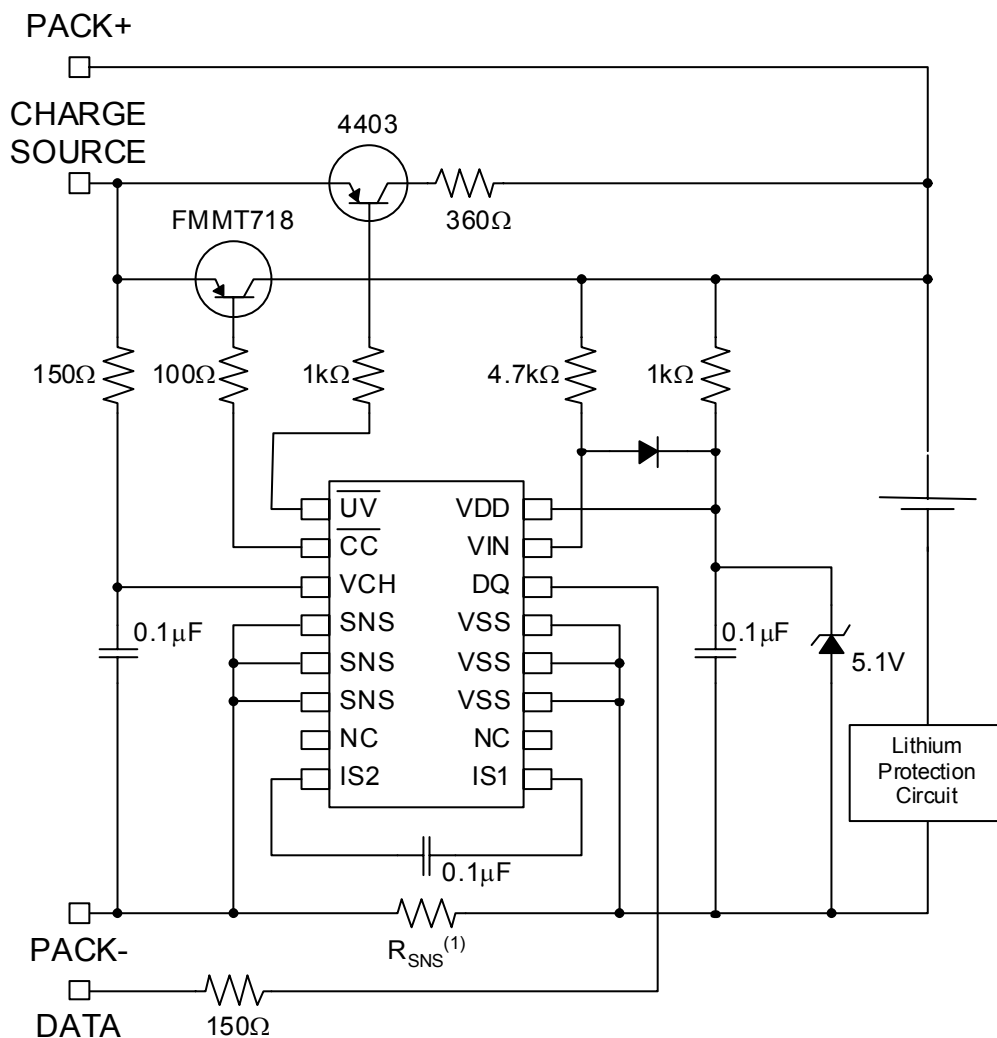 PACK+
CHARGE
SOURCE
4403
360Ω
FMMT718
150Ω
100Ω
1kΩ
4.7kΩ
1kΩ
UV
VDD
CC
VIN
VCH
DQ
SNS
VSS
SNS
VSS
SNS
VSS
NC
NC
IS2
IS1
0.1µF
0.1µF
5.1V
Lithium
Protection
Circuit
0.1µF
PACK-
RSNS(1)
DATA
150Ω